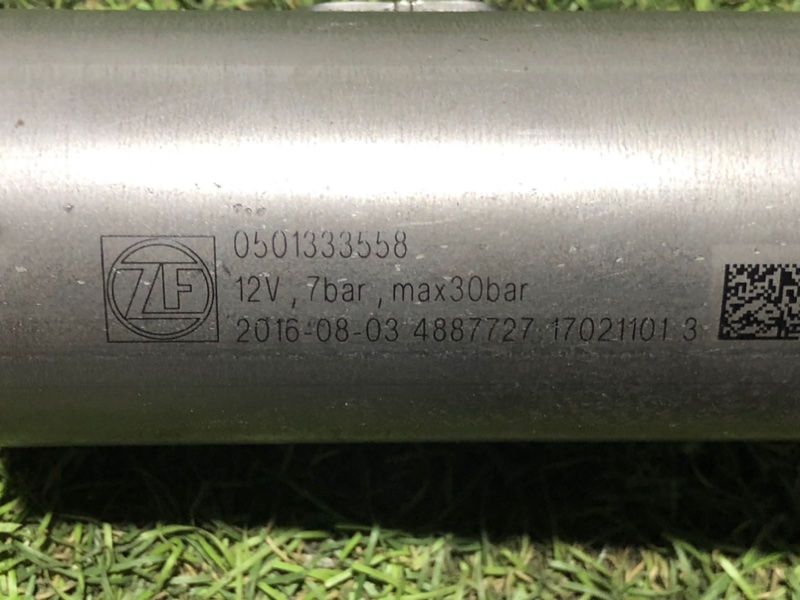 ZF
0501333558
12V, 7bar, max30bar
2016-08-03 4887727 17021101 3